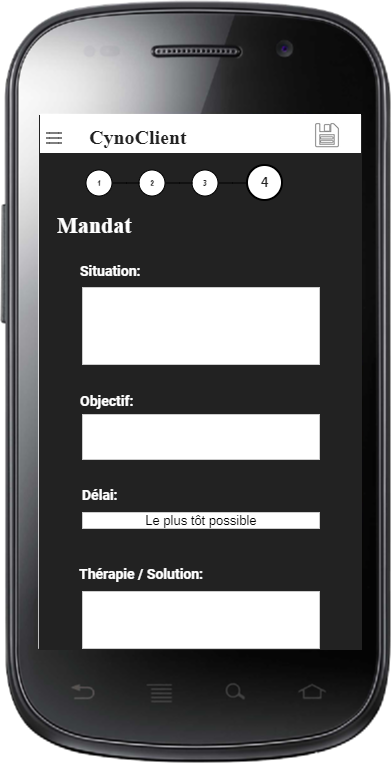 CynoClient
1 2 3 4
Mandat
Situation:
Objectif:
Délai:
Le plus tôt possible
Thérapie / Solution: